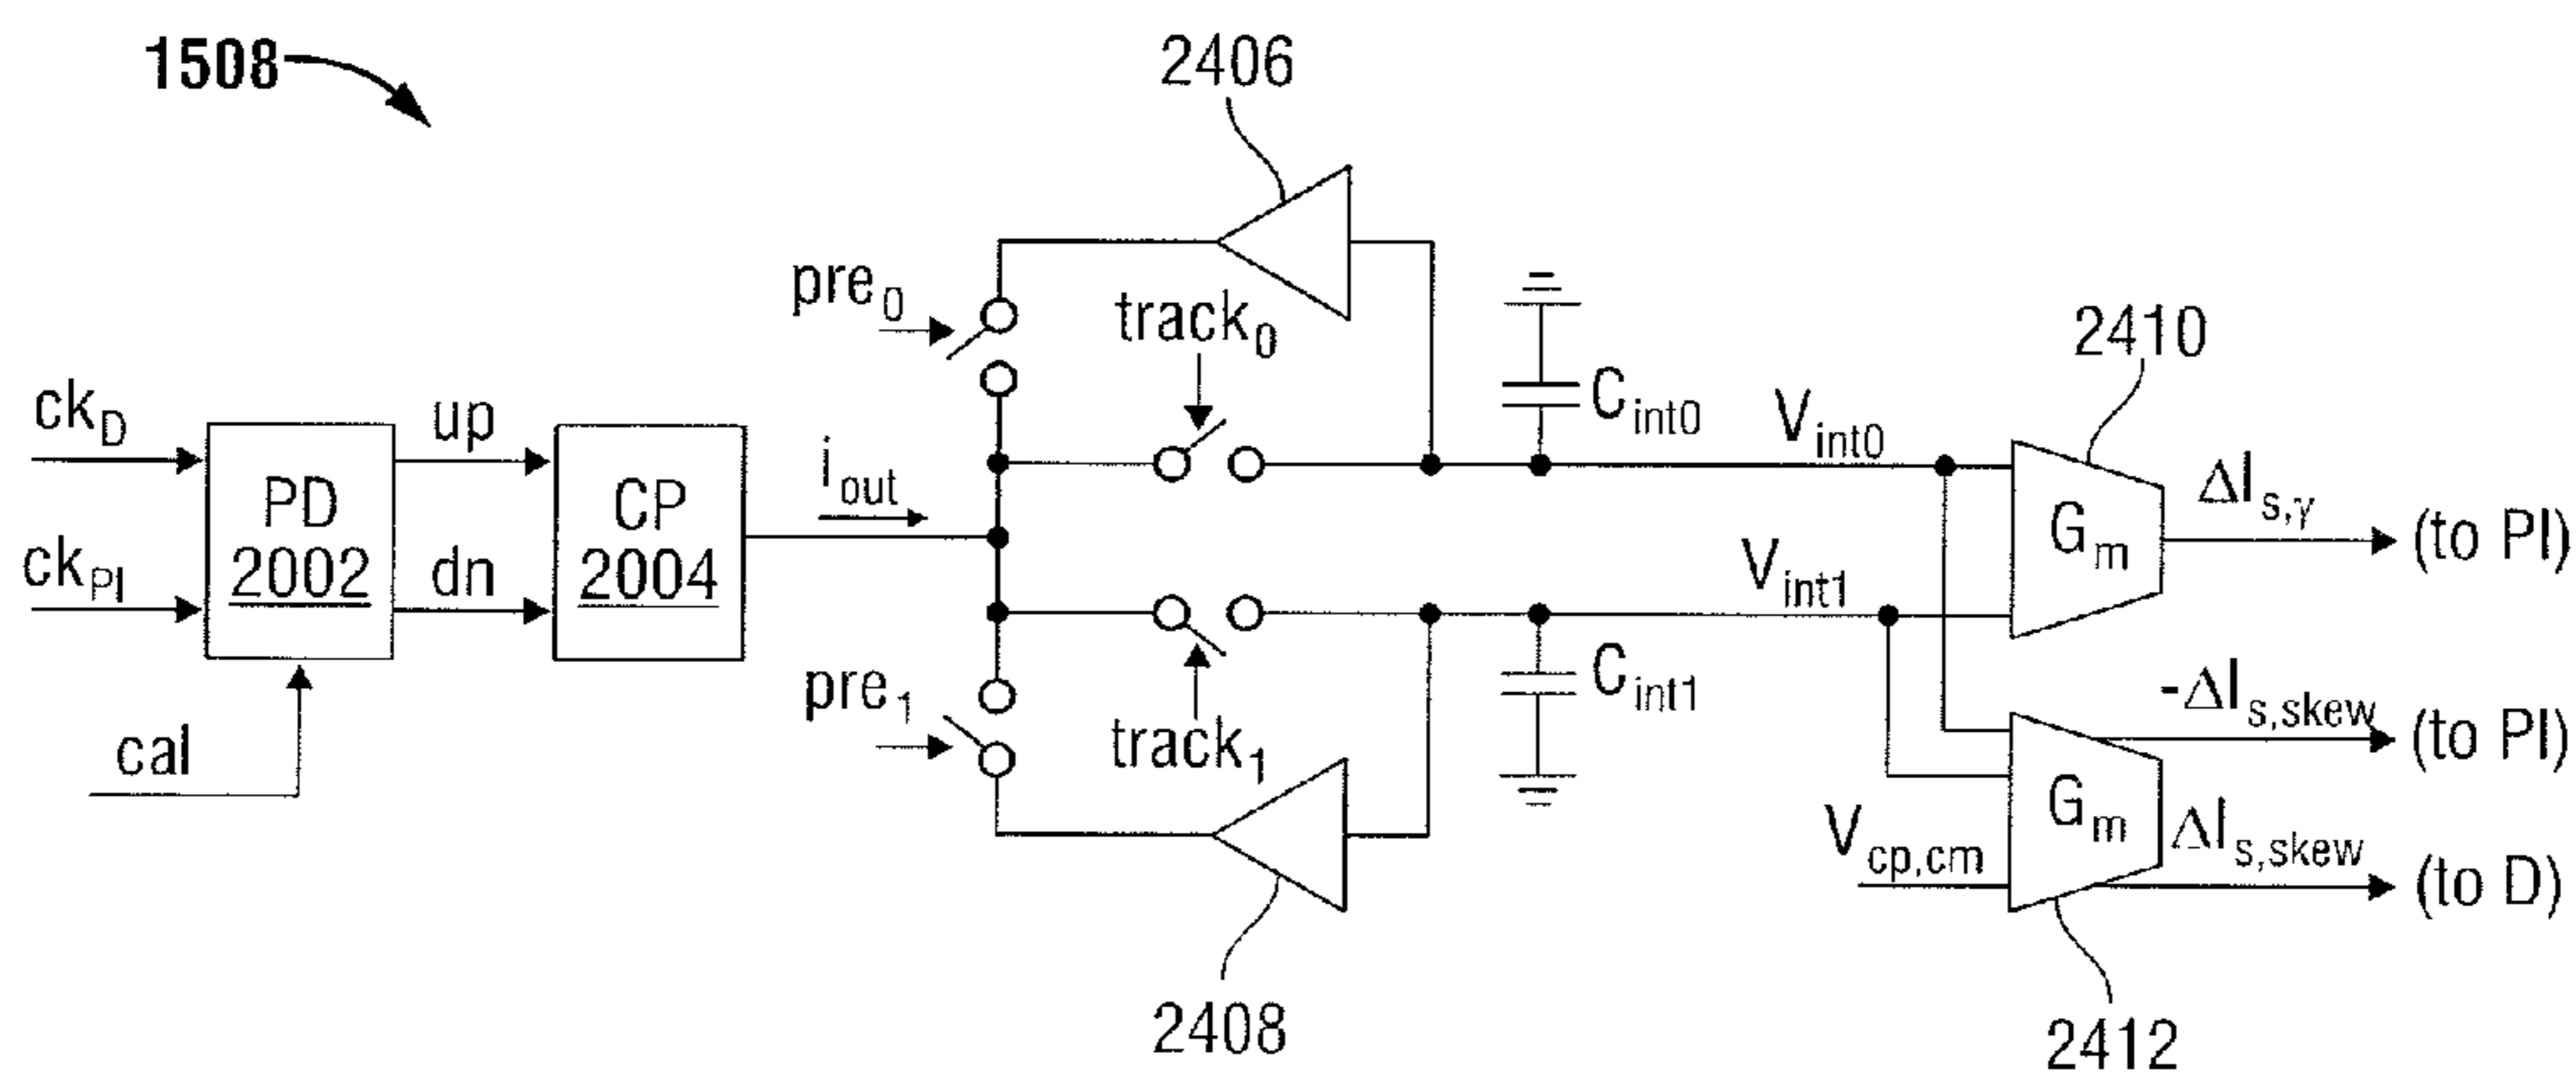 1508
2406
pre0
track0
2410
ckD
up
Cint0
Vint0
ΔIs,γ
(to PI)
PD
2002
CP
2004
iout
Gm
ckPI
dn
Vint1
pre1
track1
Cint1
-ΔIs,skew
(to PI)
cal
Gm
Vcp,cm
ΔIs,skew
(to D)
2408
2412